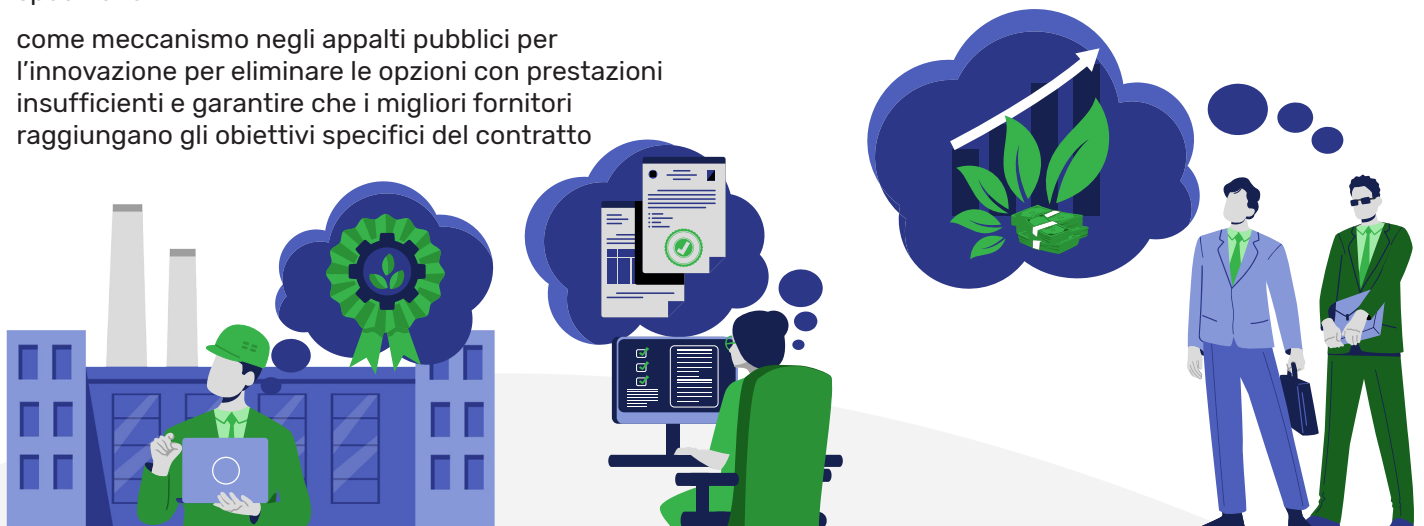 come meccanismo negli appalti pubblici per
l’innovazione per eliminare le opzioni con prestazioni
insufficienti e garantire che i migliori fornitori
raggiungano gli obiettivi specifici del contratto